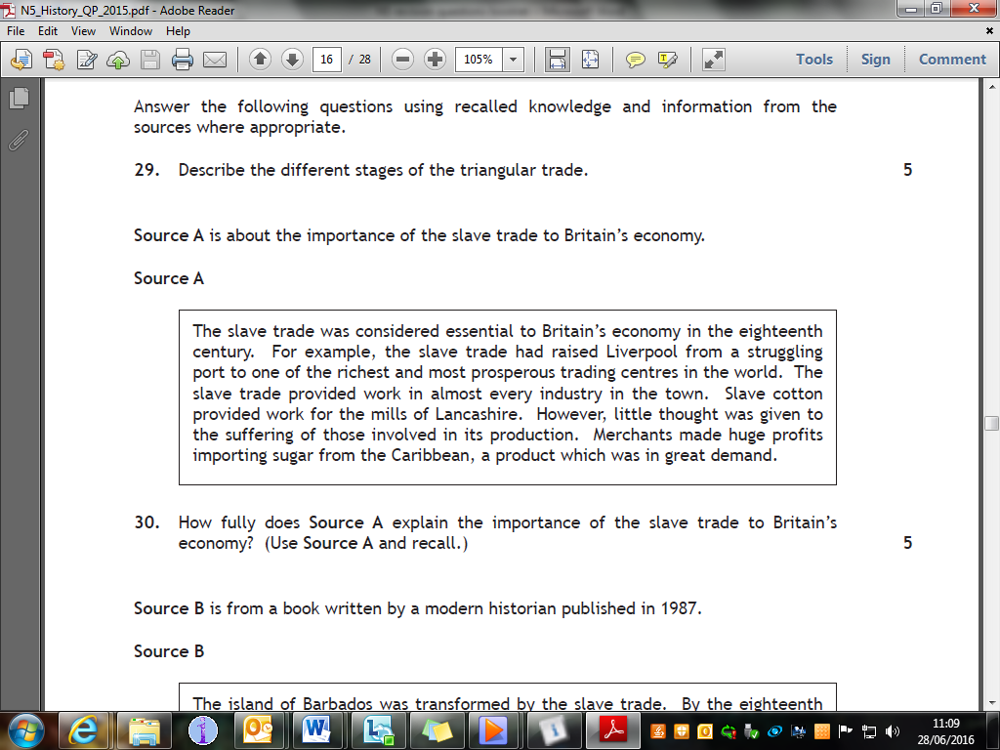 N5_History_QP_2015.pdf - Adobe Reader
File Edit View Window Help
16 / 28 105% Tools Sign Comment
Answer the following questions using recalled knowledge and information from the
sources where appropriate.
29. Describe the different stages of the triangular trade. 5
Source A is about the importance of the slave trade to Britain's economy.
Source A
The slave trade was considered essential to Britain's economy in the eighteenth
century. For example, the slave trade had raised Liverpool from a struggling
port to one of the richest and most prosperous trading centres in the world. The
slave trade provided work in almost every industry in the town. Slave cotton
provided work for the mills of Lancashire. However, little thought was given to
the suffering of those involved in its production. Merchants made huge profits
importing sugar from the Caribbean, a product which was in great demand.
30. How fully does Source A explain the importance of the slave trade to Britain's
economy? (Use Source A and recall.) 5
Source B is from a book written by a modern historian published in 1987.
Source B
The island of Barbados was transformed by the slave trade. By the eighteenth
11:09
28/06/2016